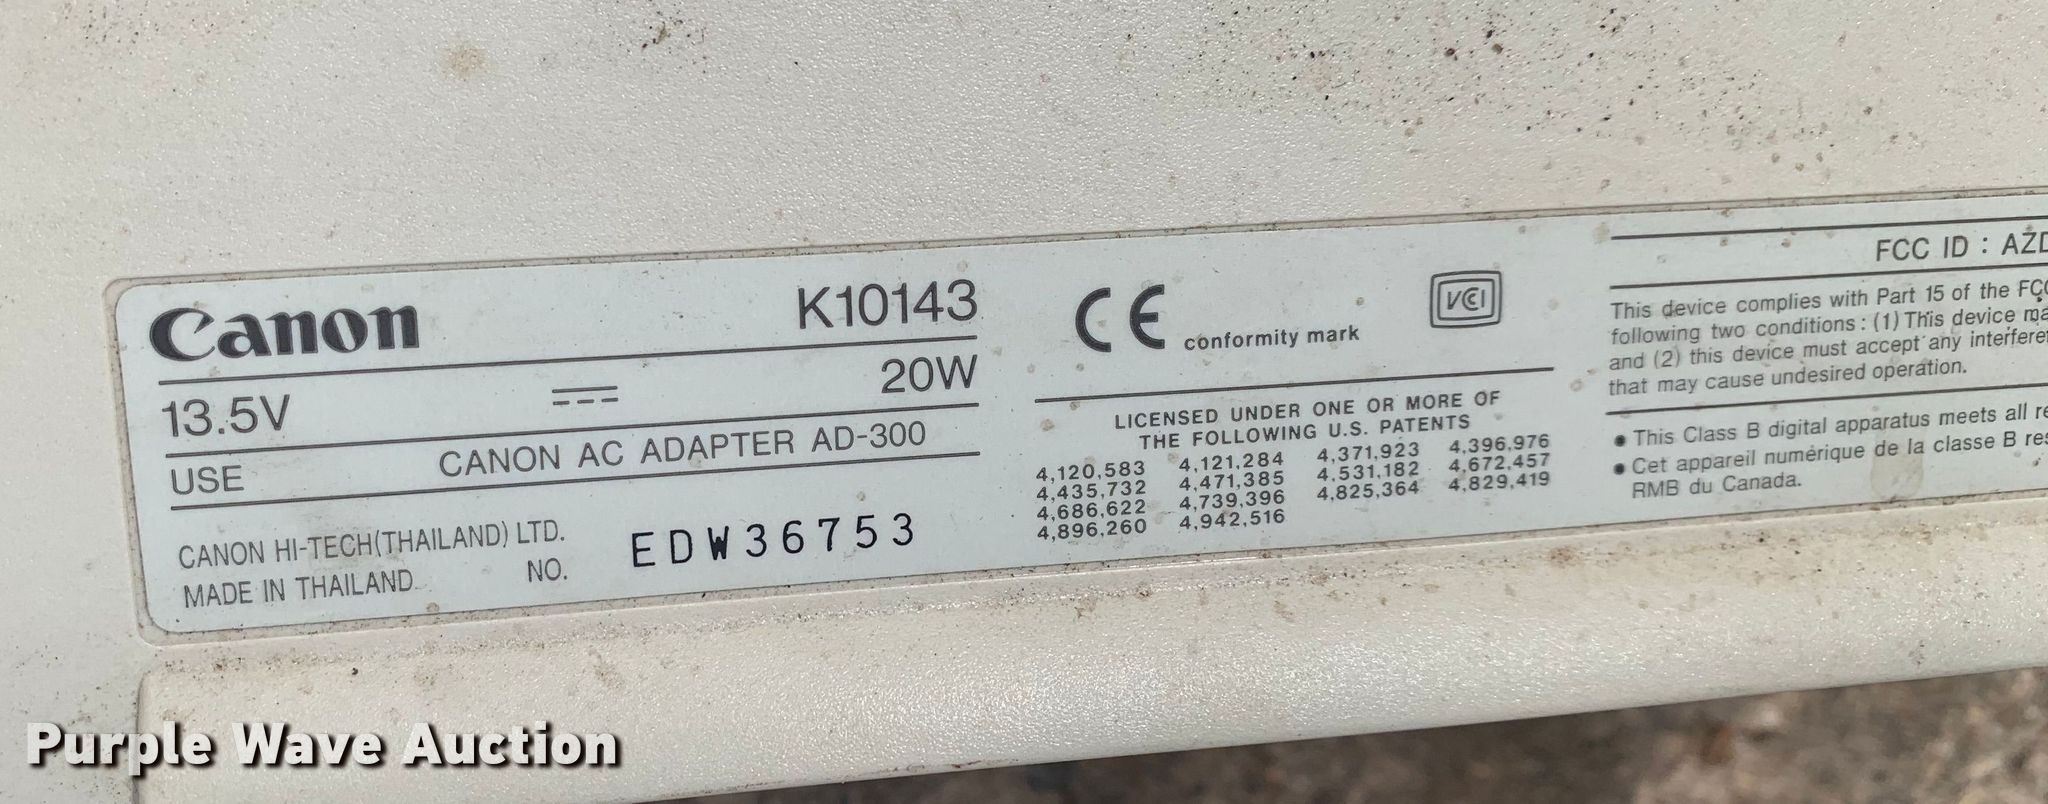 Canon K10143
13.5V 20W
USE CANON AC ADAPTER AD-300
CANON HI-TECH(THAILAND) LTD.
MADE IN THAILAND NO. EDW36753
CE conformity mark VCI
LICENSED UNDER ONE OR MORE OF
THE FOLLOWING U.S. PATENTS
4,120,583 4,121,284 4,371,923 4,396,976
4,435,732 4,471,385 4,531,182 4,672,457
4,686,622 4,739,396 4,825,364 4,829,419
4,896,260 4,942,516
FCC ID : AZD
This device complies with Part 15 of the FCC
following two conditions : (1) This device ma
and (2) this device must accept any interfere
that may cause undesired operation.
● This Class B digital apparatus meets all re
● Cet appareil numérique de la classe B res
RMB du Canada.
Purple Wave Auction